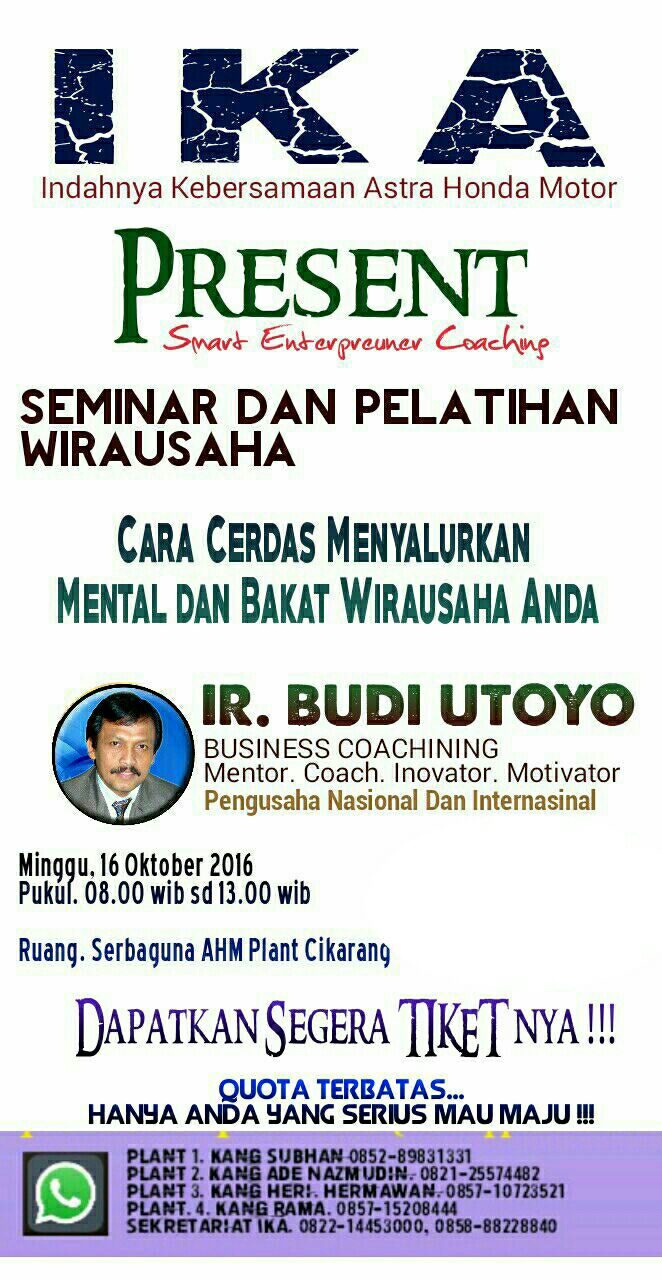 IKA
Indahnya Kebersamaan Astra Honda Motor
PRESENT
Smart Enterpreuner Coaching
SEMINAR DAN PELATIHAN
WIRAUSAHA
CARA CERDAS MENYALURKAN
MENTAL DAN BAKAT WIRAUSAHA ANDA
IR. BUDI UTOYO
BUSINESS COACHINING
Mentor. Coach. Inovator. Motivator
Pengusaha Nasional Dan Internasinal
Minggu, 16 Oktober 2016
Pukul. 08.00 wib sd 13.00 wib
Ruang. Serbaguna AHM Plant Cikarang
DAPATKAN SEGERA TIKET NYA !!!
QUOTA TERBATAS...
HANYA ANDA YANG SERIUS MAU MAJU !!!
PLANT 1. KANG SUBHAN 0852-89831331
PLANT 2. KANG ADE NAZMUDIN. 0821-25574482
PLANT 3. KANG HERI. HERMAWAN. 0857-10723521
PLANT. 4. KANG RAMA. 0857-15208444
SEKRETARIAT IKA. 0822-14453000, 0858-88228840